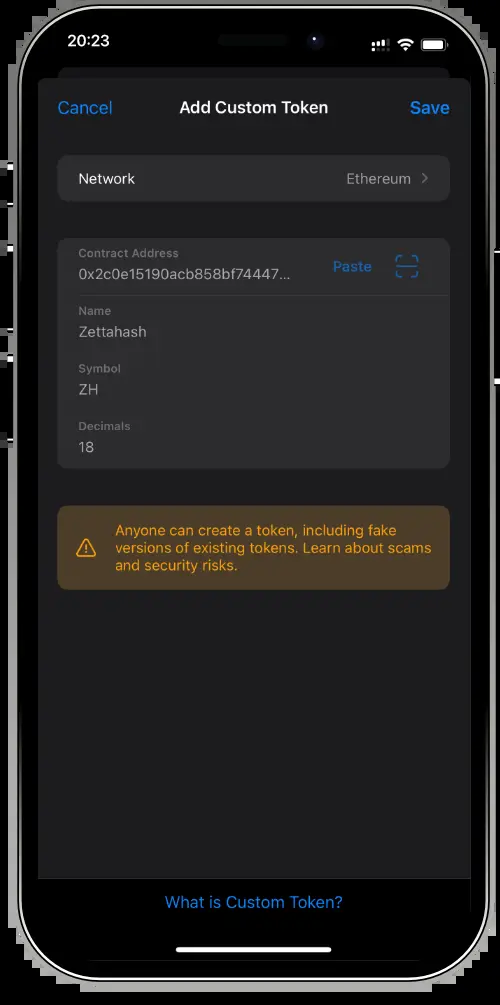 20:23
Cancel Add Custom Token Save
Network Ethereum
Contract Address
0x2c0e15190acb858bf74447... Paste
Name
Zettahash
Symbol
ZH
Decimals
18
Anyone can create a token, including fake
versions of existing tokens. Learn about scams
and security risks.
What is Custom Token?